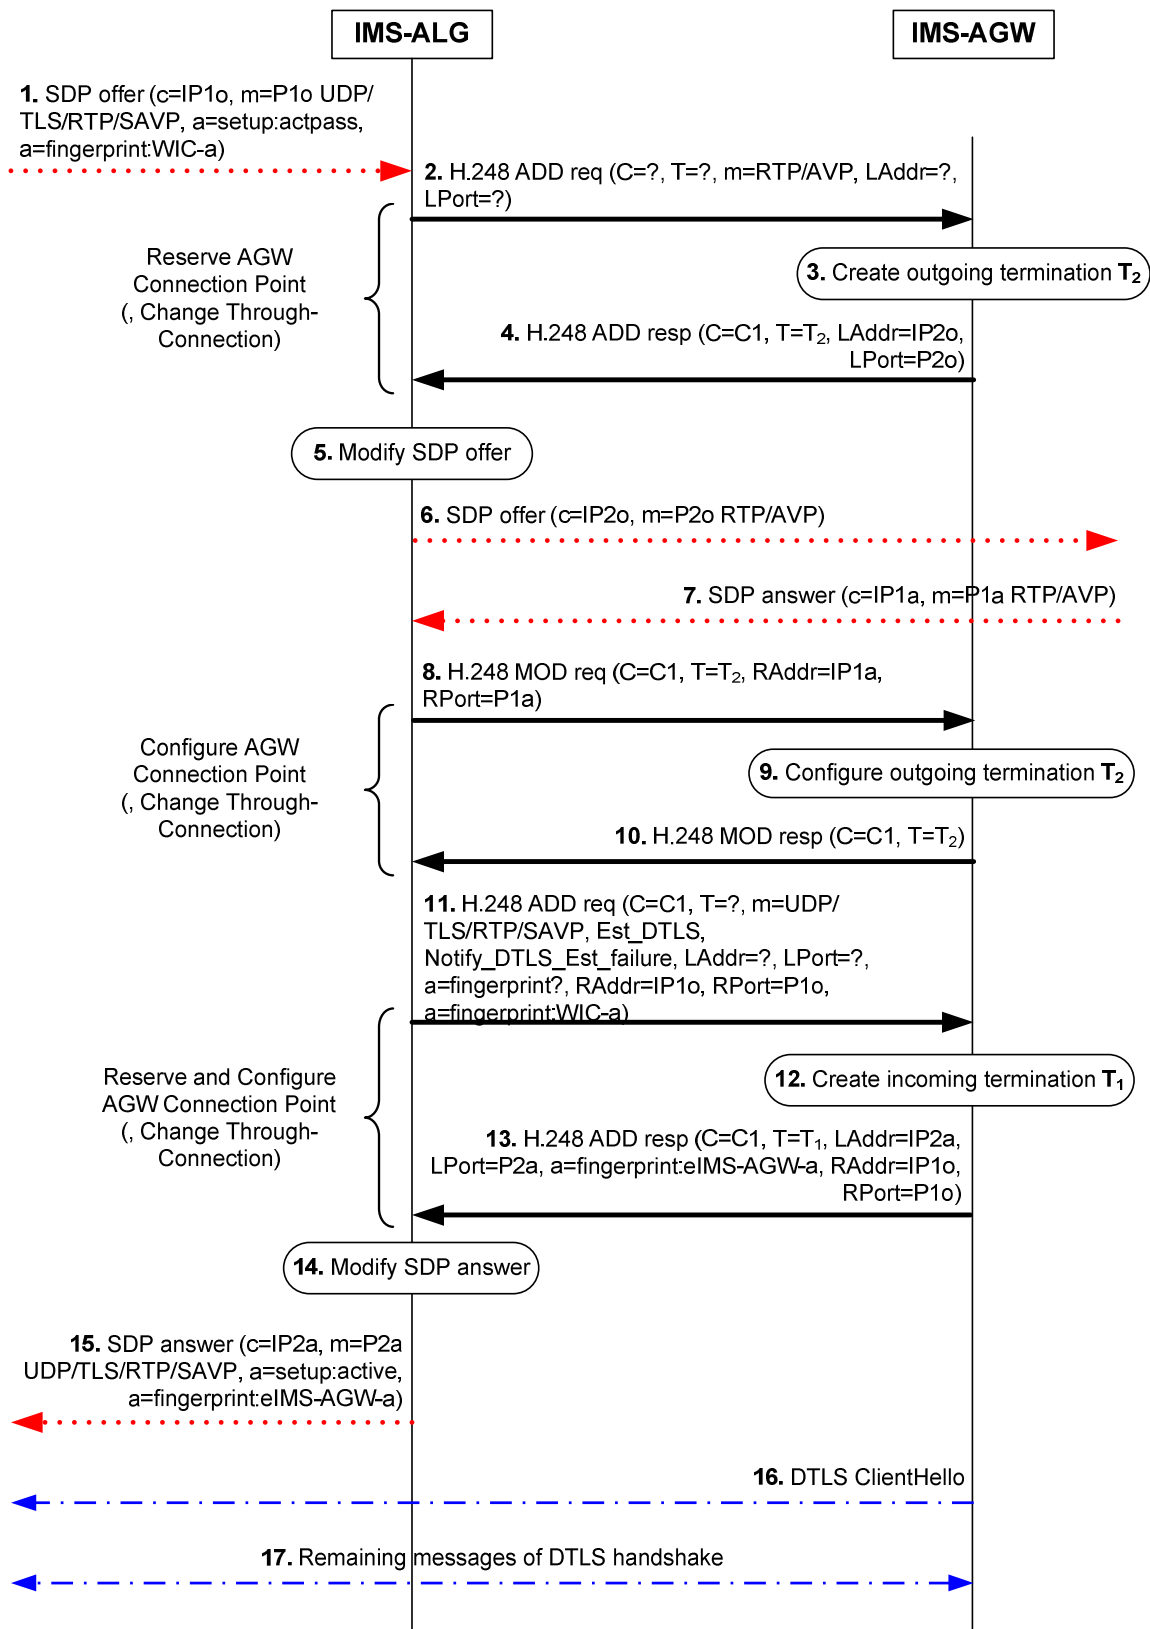 IMS-ALG
IMS-AGW
1. SDP offer (c=IP1o, m=P1o UDP/
TLS/RTP/SAVP, a=setup:actpass,
a=fingerprint:WIC-a)
2. H.248 ADD req (C=?, T=?, m=RTP/AVP, LAddr=?,
LPort=?)
Reserve AGW
Connection Point
(, Change Through-
Connection)
3. Create outgoing termination T2
4. H.248 ADD resp (C=C1, T=T2, LAddr=IP2o,
LPort=P2o)
5. Modify SDP offer
6. SDP offer (c=IP2o, m=P2o RTP/AVP)
7. SDP answer (c=IP1a, m=P1a RTP/AVP)
8. H.248 MOD req (C=C1, T=T2, RAddr=IP1a,
RPort=P1a)
Configure AGW
Connection Point
(, Change Through-
Connection)
9. Configure outgoing termination T2
10. H.248 MOD resp (C=C1, T=T2)
11. H.248 ADD req (C=C1, T=?, m=UDP/
TLS/RTP/SAVP, Est_DTLS,
Notify_DTLS_Est_failure, LAddr=?, LPort=?,
a=fingerprint?, RAddr=IP1o, RPort=P1o,
a=fingerprint:WIC-a)
Reserve and Configure
AGW Connection Point
(, Change Through-
Connection)
12. Create incoming termination T1
13. H.248 ADD resp (C=C1, T=T1, LAddr=IP2a,
LPort=P2a, a=fingerprint:eIMS-AGW-a, RAddr=IP1o,
RPort=P1o)
14. Modify SDP answer
15. SDP answer (c=IP2a, m=P2a
UDP/TLS/RTP/SAVP, a=setup:active,
a=fingerprint:eIMS-AGW-a)
16. DTLS ClientHello
17. Remaining messages of DTLS handshake